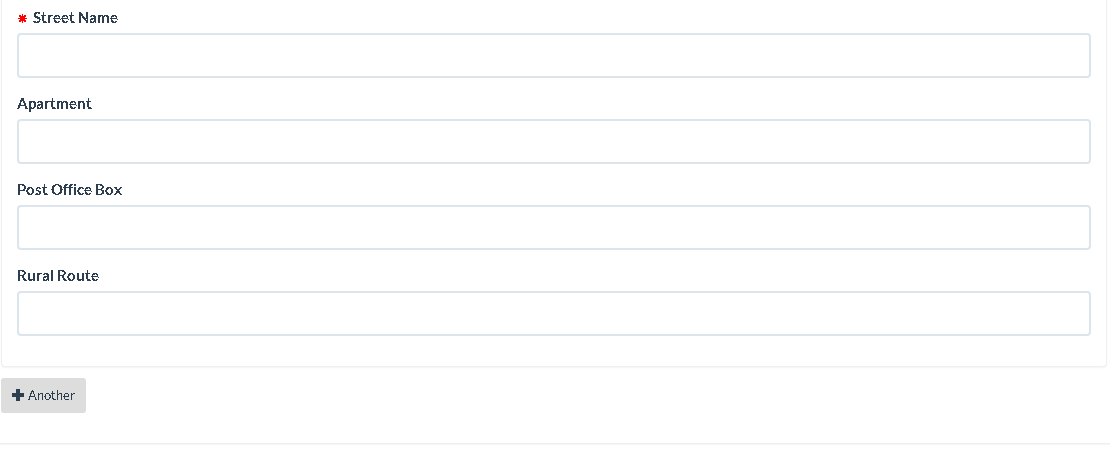 * Street Name
Apartment
Post Office Box
Rural Route
+ Another